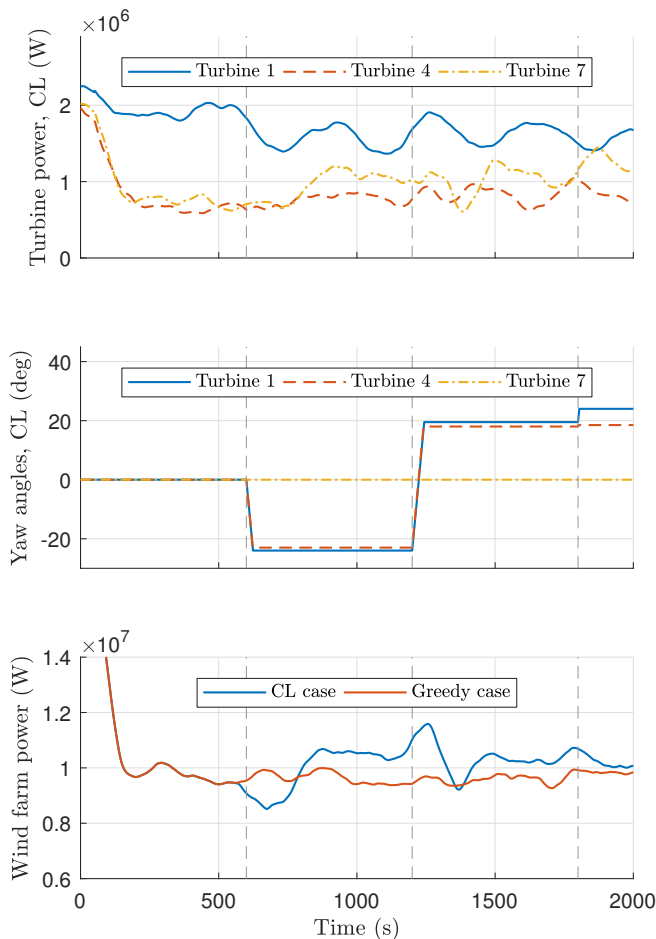 ×10^6
Turbine power, CL (W)
Turbine 1 Turbine 4 Turbine 7
2
1
0
Yaw angles, CL (deg)
Turbine 1 Turbine 4 Turbine 7
40
20
0
-20
×10^7
Wind farm power (W)
CL case Greedy case
1.4
1.2
1
0.8
0.6
0 500 1000 1500 2000
Time (s)